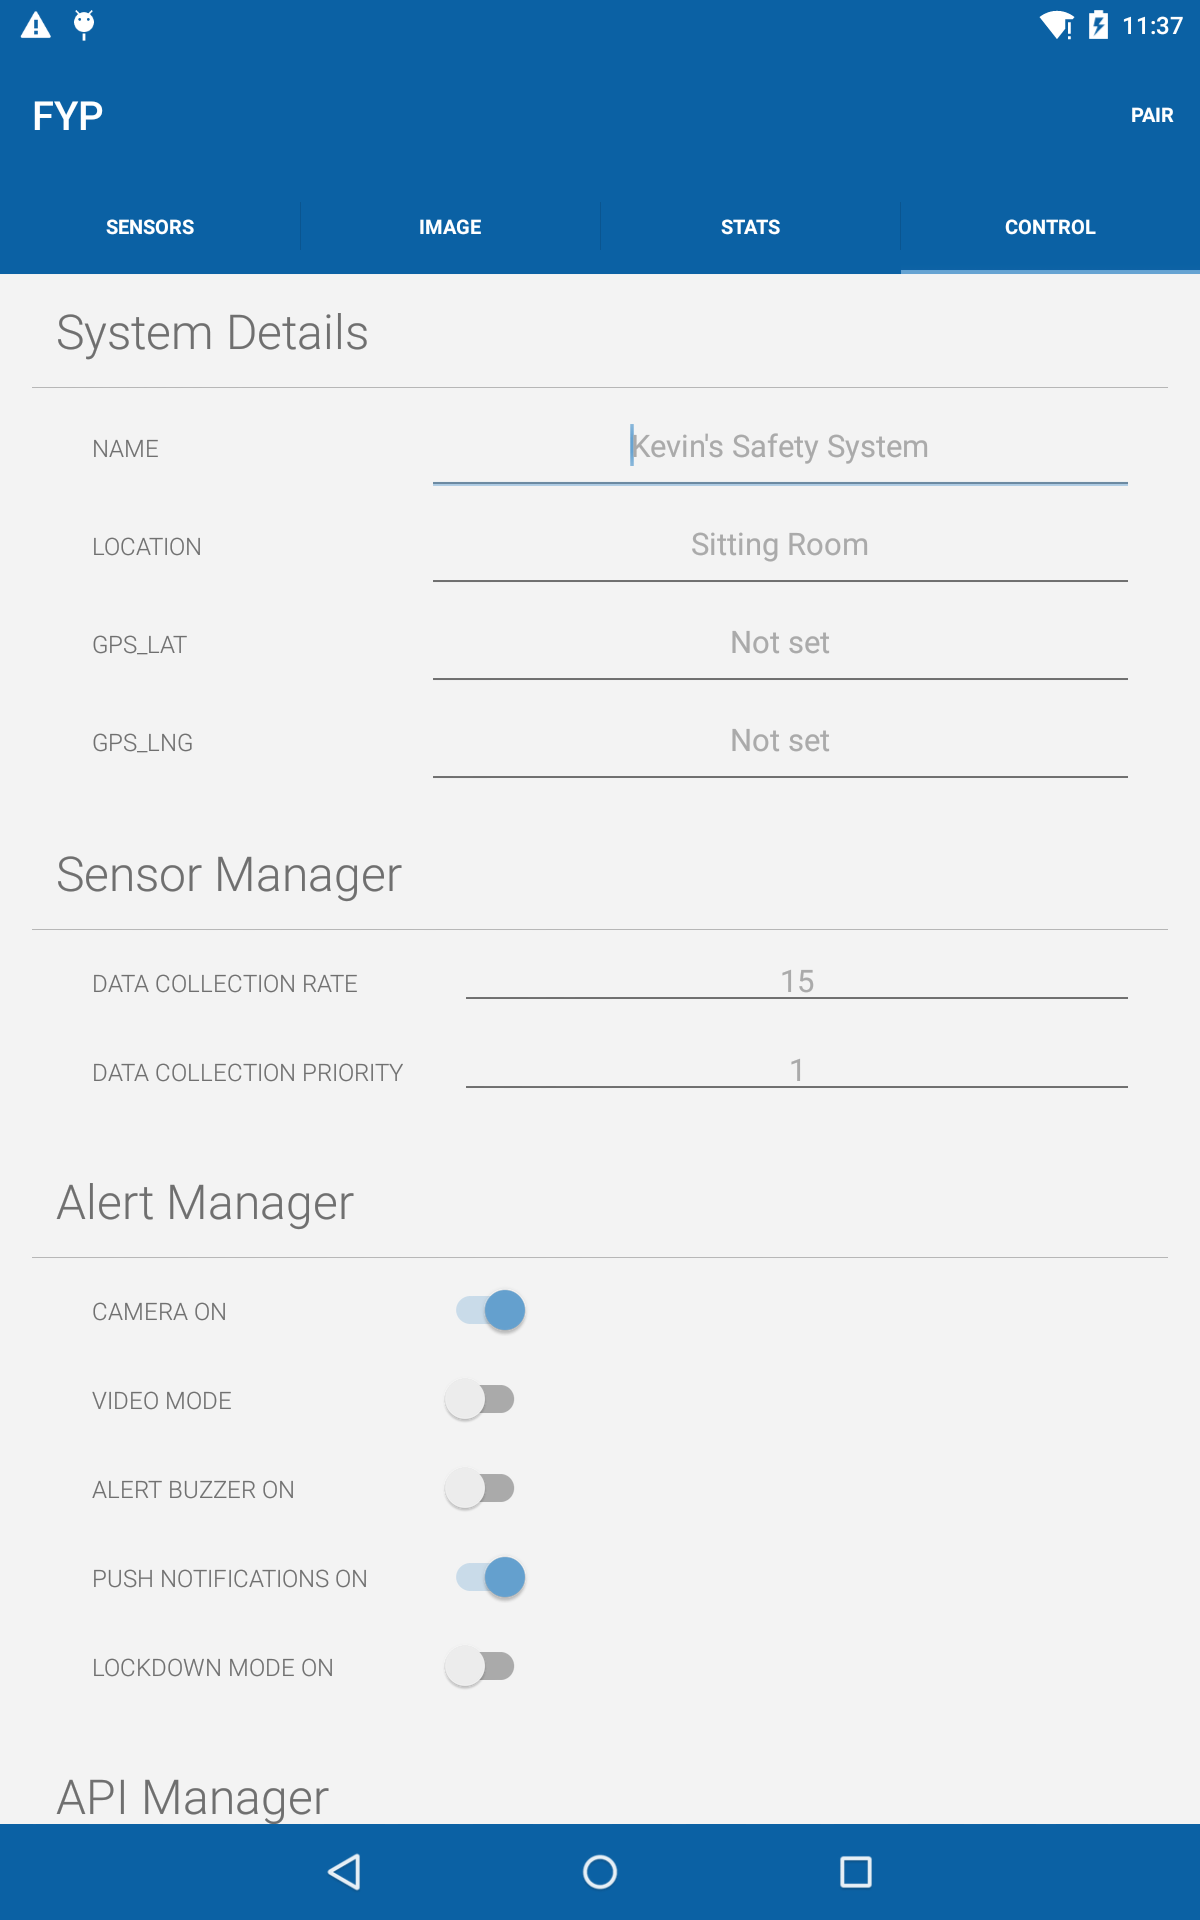 11:37
FYP
PAIR
SENSORS
IMAGE
STATS
CONTROL
System Details
NAME
Kevin's Safety System
LOCATION
Sitting Room
GPS_LAT
Not set
GPS_LNG
Not set
Sensor Manager
DATA COLLECTION RATE
15
DATA COLLECTION PRIORITY
1
Alert Manager
CAMERA ON
VIDEO MODE
ALERT BUZZER ON
PUSH NOTIFICATIONS ON
LOCKDOWN MODE ON
API Manager